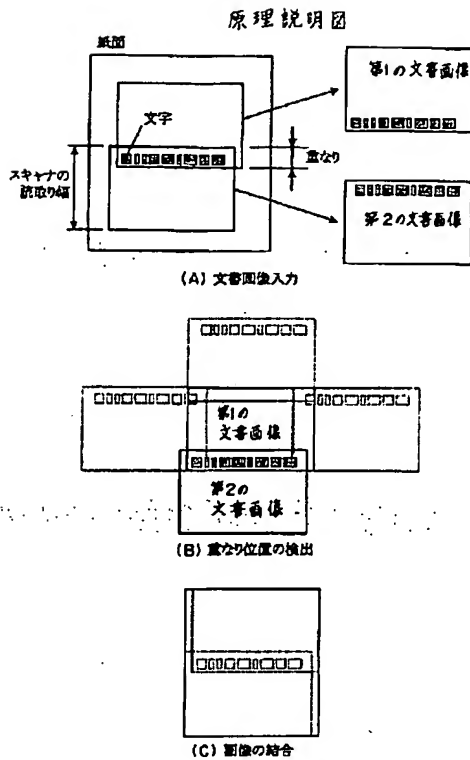 原理説明図
紙面
第1の文書画像
文字
重なり
スキャナの
読取り幅
第2の文書画像
(A) 文書画像入力
第1の
文書画像
第2の
文書画像
(B) 重なり位置の検出
(C) 画像の結合